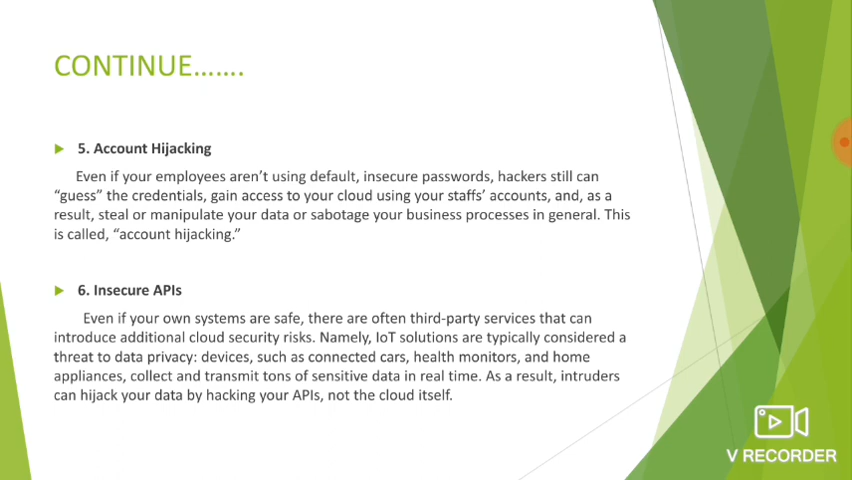 CONTINUE.......
5. Account Hijacking
Even if your employees aren’t using default, insecure passwords, hackers still can
“guess” the credentials, gain access to your cloud using your staffs’ accounts, and, as a
result, steal or manipulate your data or sabotage your business processes in general. This
is called, “account hijacking.”
6. Insecure APIs
Even if your own systems are safe, there are often third-party services that can
introduce additional cloud security risks. Namely, IoT solutions are typically considered a
threat to data privacy: devices, such as connected cars, health monitors, and home
appliances, collect and transmit tons of sensitive data in real time. As a result, intruders
can hijack your data by hacking your APIs, not the cloud itself.
V RECORDER